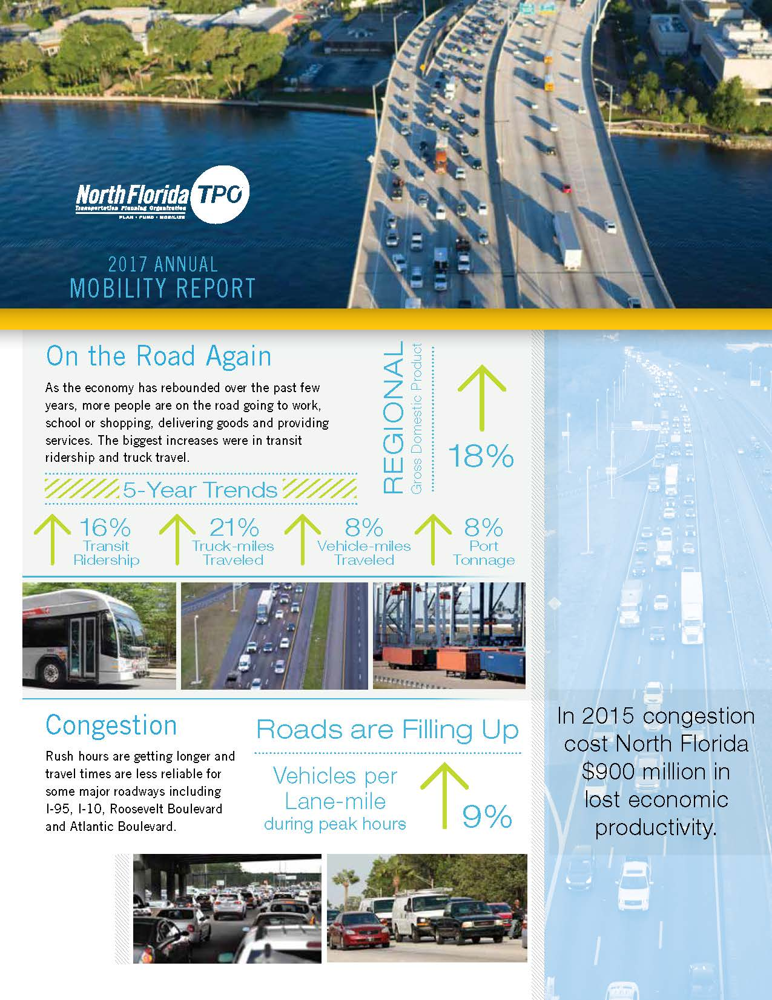 North Florida TPO
Transportation Planning Organization
PLAN • FUND • MOBILIZE
2017 ANNUAL
MOBILITY REPORT
On the Road Again
As the economy has rebounded over the past few
years, more people are on the road going to work,
school or shopping, delivering goods and providing
services. The biggest increases were in transit
ridership and truck travel.
REGIONAL
Gross Domestic Product
18%
5-Year Trends
16%
Transit
Ridership
21%
Truck-miles
Traveled
8%
Vehicle-miles
Traveled
8%
Port
Tonnage
Congestion
Rush hours are getting longer and
travel times are less reliable for
some major roadways including
I-95, I-10, Roosevelt Boulevard
and Atlantic Boulevard.
Roads are Filling Up
Vehicles per
Lane-mile
during peak hours
9%
In 2015 congestion
cost North Florida
$900 million in
lost economic
productivity.